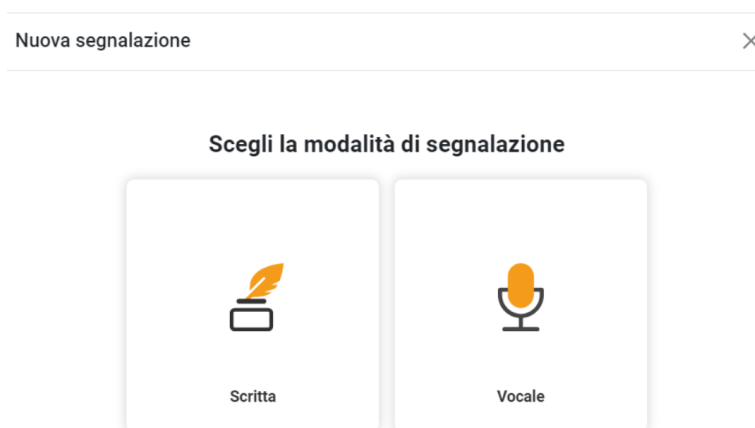 Nuova segnalazione
Scegli la modalità di segnalazione
Scritta
Vocale